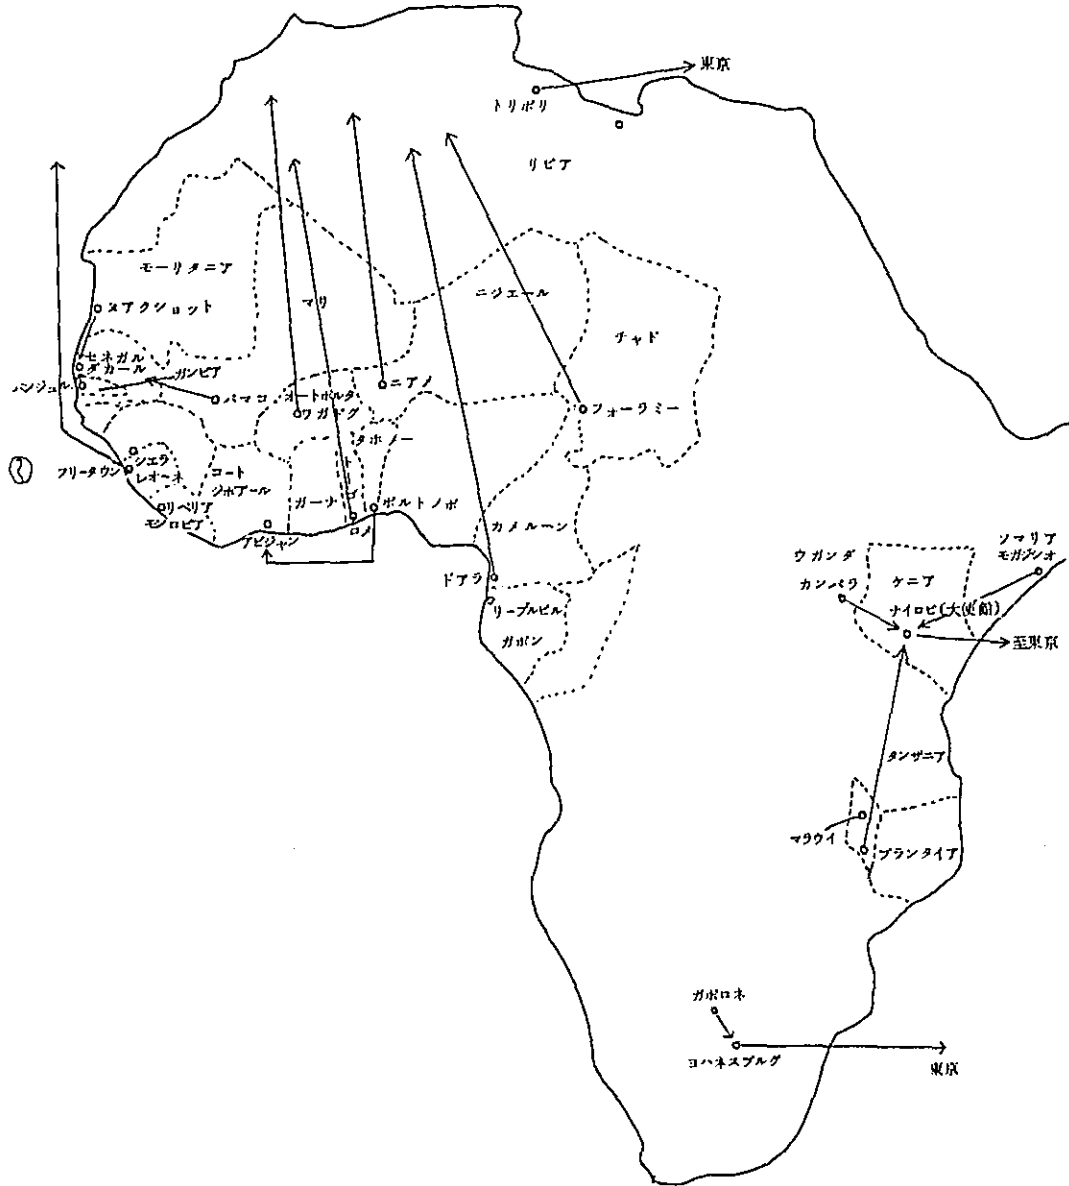 東京
トリポリ
リビア
モーリタニア
ヌアクショット
マリ
ニジェール
チャド
セネガル
ダカール
ガンビア
バンジュル
バマコ
オートボルタ
ワガドグ
ニアメ
フォーラミー
ダホメー
トーゴ
フリータウン
シエラ
レオーネ
コート
ジボアール
ガーナ
ポルトノボ
リベリア
モンロビア
アビジャン
ロメ
カメルーン
ドアラ
リーブルビル
ガボン
ウガンダ
カンパラ
ケニア
ソマリア
モガジシオ
ナイロビ(大使館)
至東京
タンザニア
マラウイ
ブランタイア
ガボロネ
ヨハネスブルグ
東京